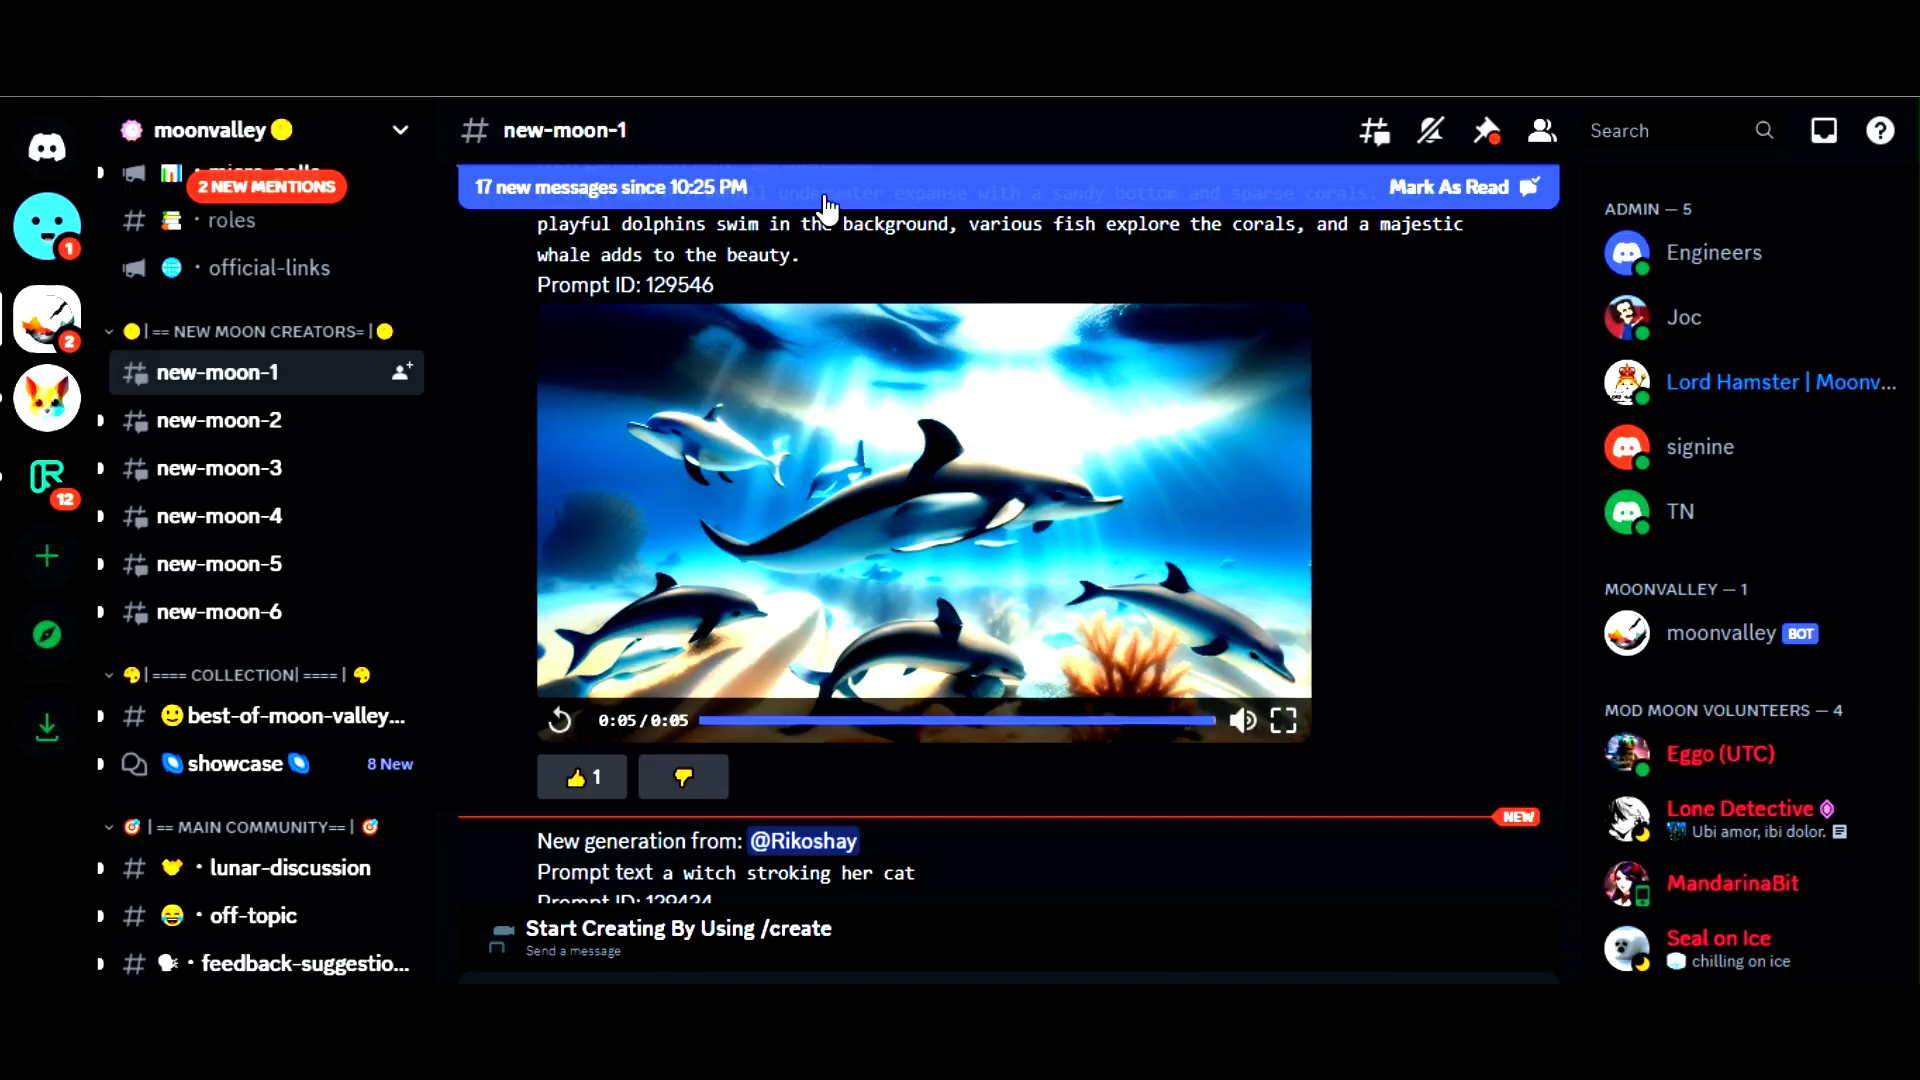 moonvalley
2 NEW MENTIONS
roles
official-links
== NEW MOON CREATORS=
new-moon-1
new-moon-2
new-moon-3
new-moon-4
new-moon-5
new-moon-6
==== COLLECTION| ====
best-of-moon-valley...
showcase
8 New
== MAIN COMMUNITY==
lunar-discussion
off-topic
feedback-suggestio...
1
2
12
new-moon-1
Search
17 new messages since 10:25 PM
Mark As Read
underwater expanse with a sandy bottom and sparse corals.
playful dolphins swim in the background, various fish explore the corals, and a majestic
whale adds to the beauty.
Prompt ID: 129546
0:05 / 0:05
1
NEW
New generation from: @Rikoshay
Prompt text a witch stroking her cat
Prompt ID: 129424
Start Creating By Using /create
Send a message
ADMIN — 5
Engineers
Joc
Lord Hamster | Moonv...
signine
TN
MOONVALLEY — 1
moonvalley BOT
MOD MOON VOLUNTEERS — 4
Eggo (UTC)
Lone Detective
Ubi amor, ibi dolor.
MandarinaBit
Seal on Ice
chilling on ice